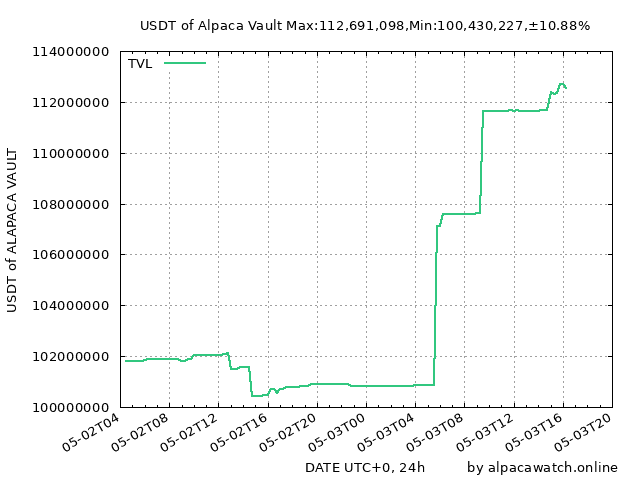 USDT of Alpaca Vault Max:112,691,098,Min:100,430,227,±10.88%
TVL
114000000
112000000
110000000
108000000
106000000
104000000
102000000
100000000
USDT of ALAPACA VAULT
05-02T04
05-02T08
05-02T12
05-02T16
05-02T20
05-03T00
05-03T04
05-03T08
05-03T12
05-03T16
05-03T20
DATE UTC+0, 24h
by alpacawatch.online